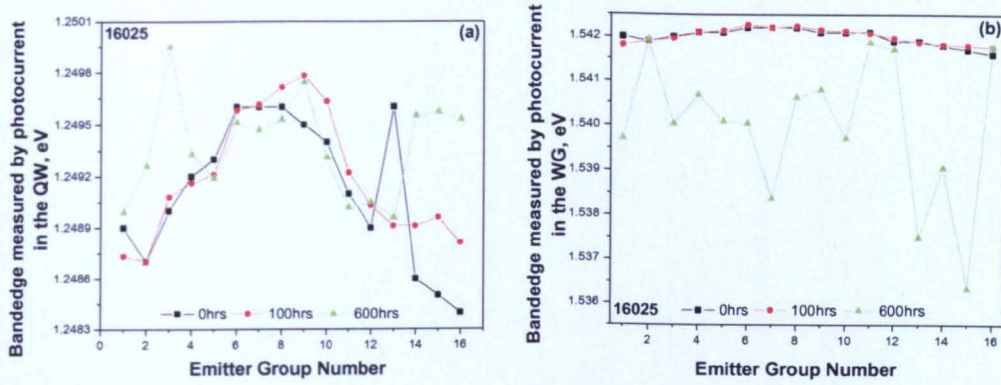 16025
(a)
Bandedge measured by photocurrent
in the QW, eV
1.2501
1.2498
1.2495
1.2492
1.2489
1.2486
1.2483
0hrs 100hrs 600hrs
0 2 4 6 8 10 12 14 16
Emitter Group Number
(b)
Bandedge measured by photocurrent
in the WG, eV
1.542
1.541
1.540
1.539
1.538
1.537
1.536
16025 0hrs 100hrs 600hrs
2 4 6 8 10 12 14 16
Emitter Group Number